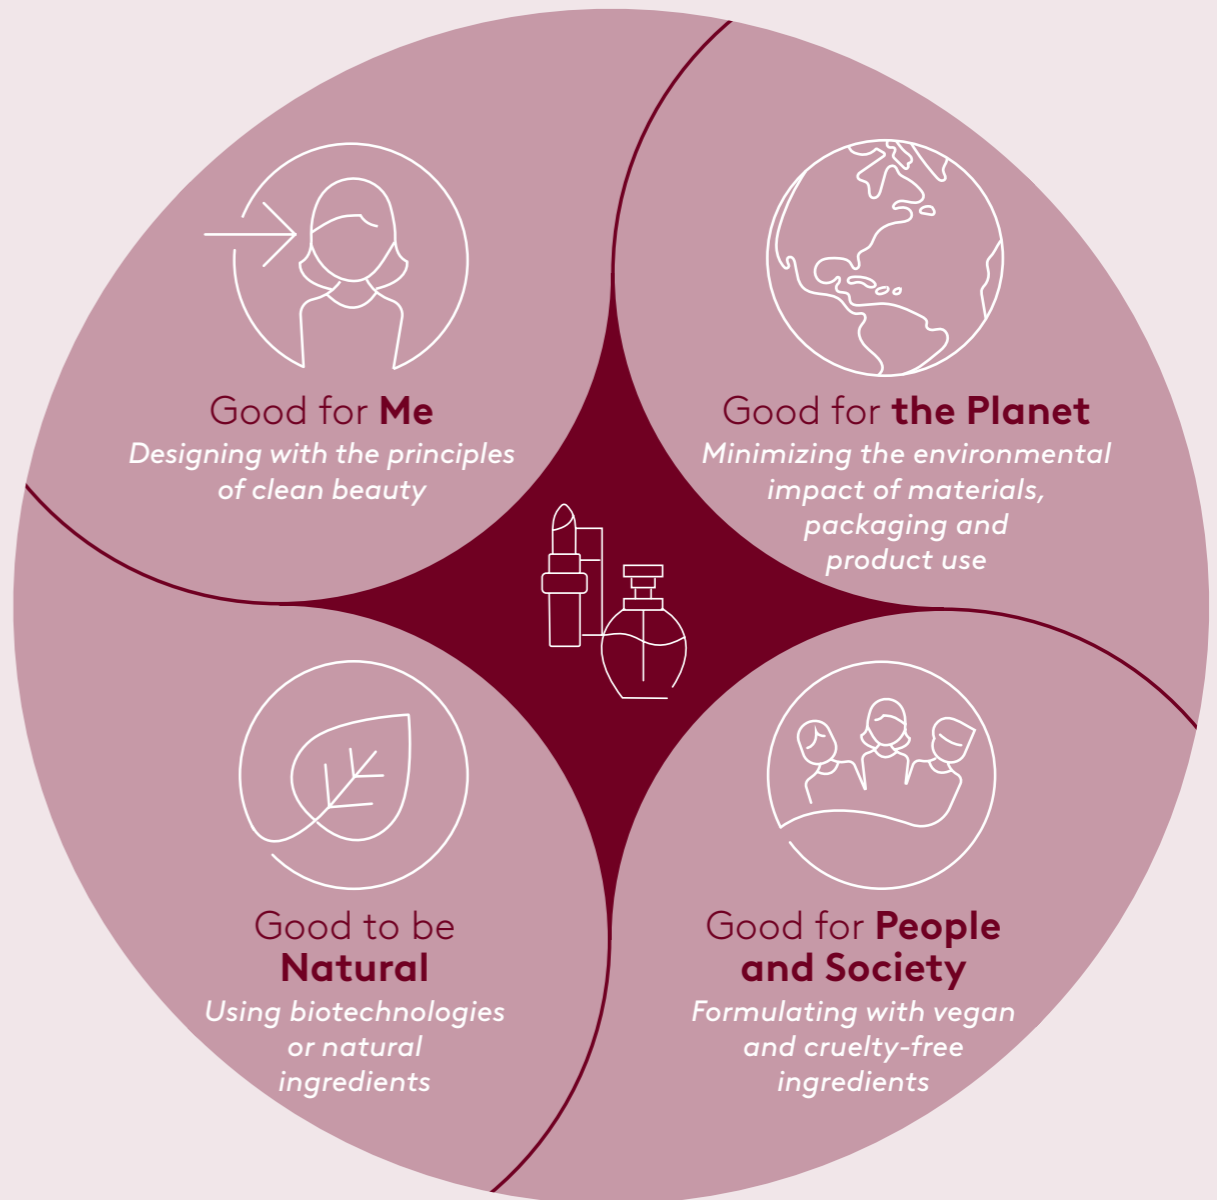 Good for Me
Designing with the principles
of clean beauty
Good for the Planet
Minimizing the environmental
impact of materials,
packaging and
product use
Good to be
Natural
Using biotechnologies
or natural
ingredients
Good for People
and Society
Formulating with vegan
and cruelty-free
ingredients